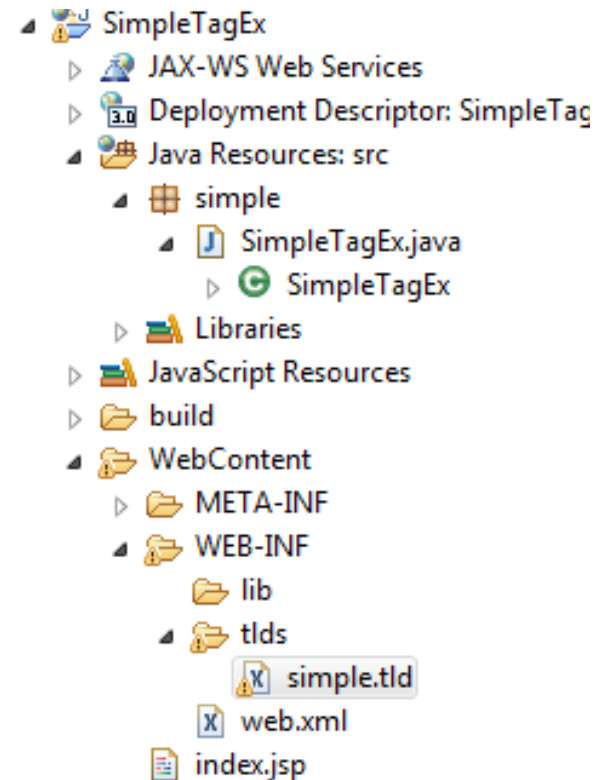 SimpleTagEx
JAX-WS Web Services
3.0 Deployment Descriptor: SimpleTag
Java Resources: src
simple
J SimpleTagEx.java
C SimpleTagEx
Libraries
JavaScript Resources
build
WebContent
META-INF
WEB-INF
lib
tlds
X simple.tld
X web.xml
index.jsp